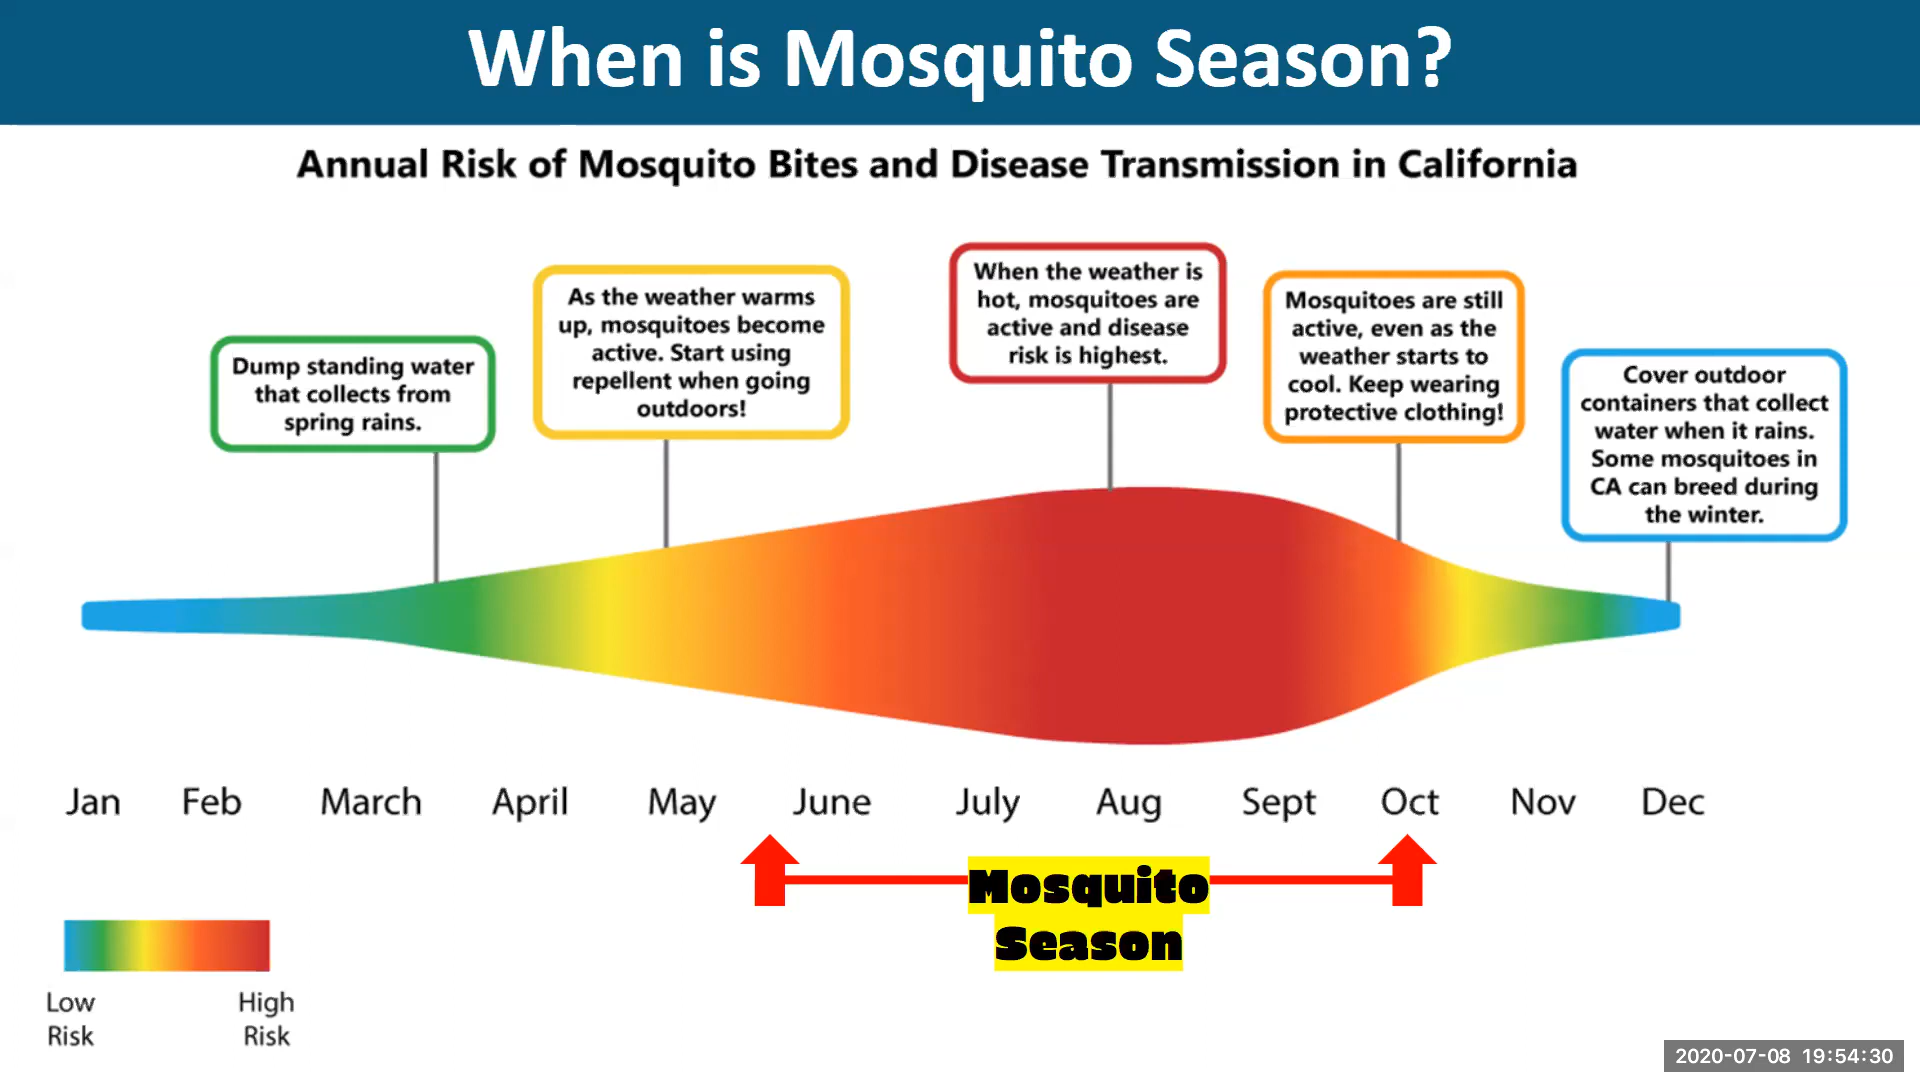 When is Mosquito Season?
Annual Risk of Mosquito Bites and Disease Transmission in California
Dump standing water
that collects from
spring rains.
As the weather warms
up, mosquitoes become
active. Start using
repellent when going
outdoors!
When the weather is
hot, mosquitoes are
active and disease
risk is highest.
Mosquitoes are still
active, even as the
weather starts to
cool. Keep wearing
protective clothing!
Cover outdoor
containers that collect
water when it rains.
Some mosquitoes in
CA can breed during
the winter.
Jan Feb March April May June July Aug Sept Oct Nov Dec
Mosquito
Season
Low
Risk
High
Risk
2020-07-08 19:54:30